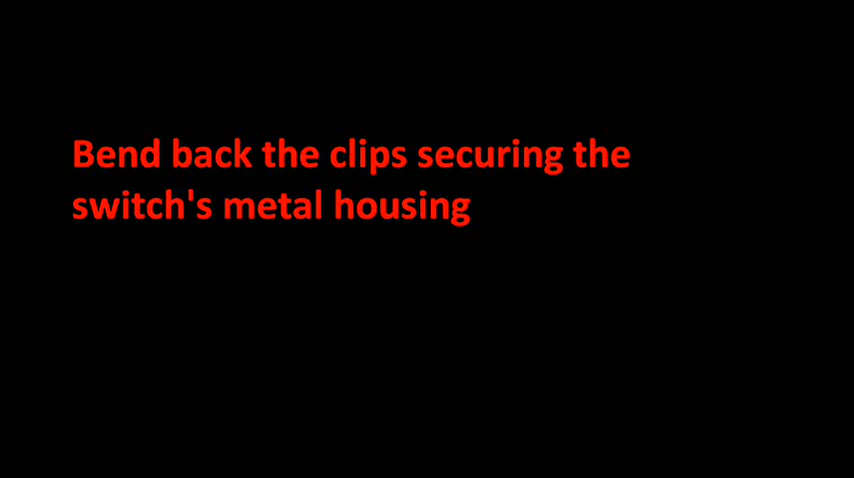 Bend back the clips securing the
switch's metal housing